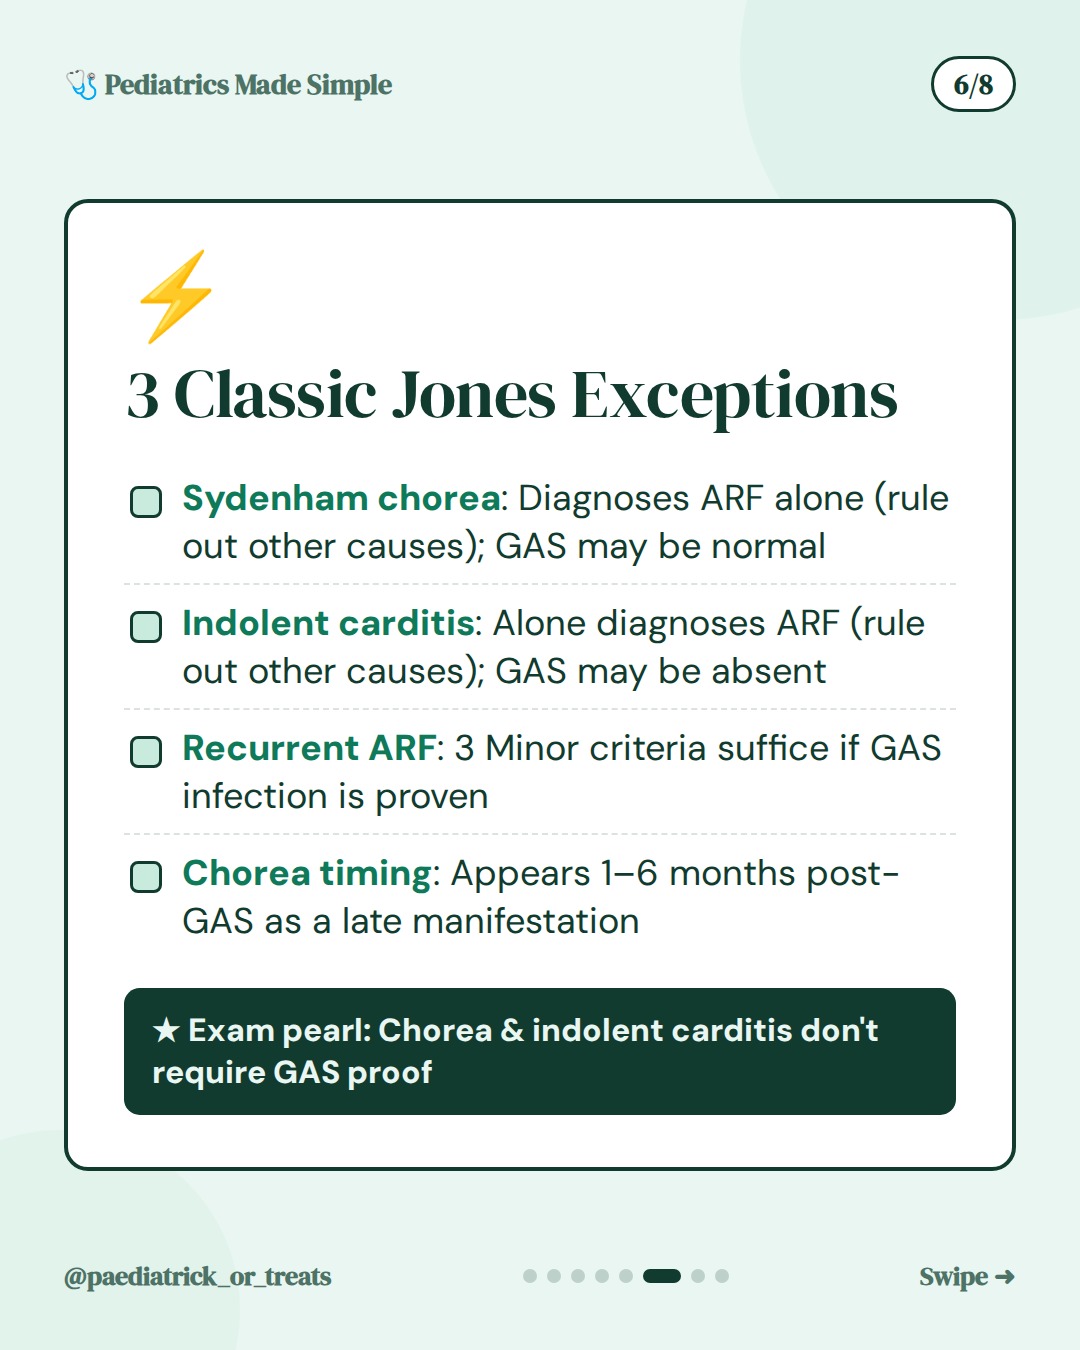 Pediatrics Made Simple
6/8
3 Classic Jones Exceptions
Sydenham chorea: Diagnoses ARF alone (rule
out other causes); GAS may be normal
Indolent carditis: Alone diagnoses ARF (rule
out other causes); GAS may be absent
Recurrent ARF: 3 Minor criteria suffice if GAS
infection is proven
Chorea timing: Appears 1–6 months post-
GAS as a late manifestation
★ Exam pearl: Chorea & indolent carditis don't
require GAS proof
@paediatrick_or_treats
Swipe ➜